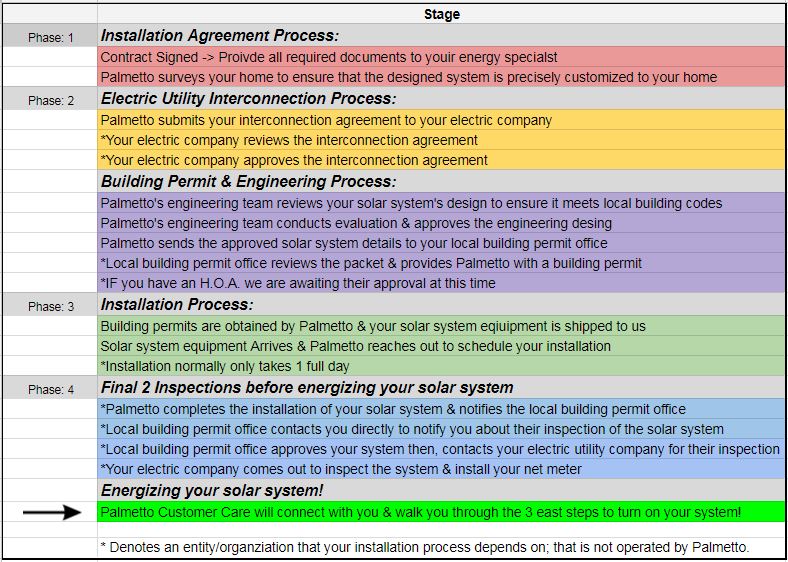 Stage
Phase: 1 Installation Agreement Process:
Contract Signed -> Proivde all required documents to yoir energy specialst
Palmetto surveys your home to ensure that the designed system is precisely customized to your home
Phase: 2 Electric Utility Interconnection Process:
Palmetto submits your interconnection agreement to your electric company
*Your electric company reviews the interconnection agreement
*Your electric company approves the interconnection agreement
Building Permit & Engineering Process:
Palmetto's engineering team reviews your solar system's design to ensure it meets local building codes
Palmetto's engineering team conducts evaluation & approves the engineering desing
Palmetto sends the approved solar system details to your local building permit office
*Local building permit office reviews the packet & provides Palmetto with a building permit
*IF you have an H.O.A. we are awaiting their approval at this time
Phase: 3 Installation Process:
Building permits are obtained by Palmetto & your solar system eqiuipment is shipped to us
Solar system equipment Arrives & Palmetto reaches out to schedule your installation
*Installation normally only takes 1 full day
Phase: 4 Final 2 Inspections before energizing your solar system
*Palmetto completes the installation of your solar system & notifies the local building permit office
*Local building permit office contacts you directly to notify you about their inspection of the solar system
*Local building permit office approves your system then, contacts your electric utility company for their inspection
*Your electric company comes out to inspect the system & install your net meter
Energizing your solar system!
Palmetto Customer Care will connect with you & walk you through the 3 east steps to turn on your system!
* Denotes an entity/organziation that your installation process depends on; that is not operated by Palmetto.